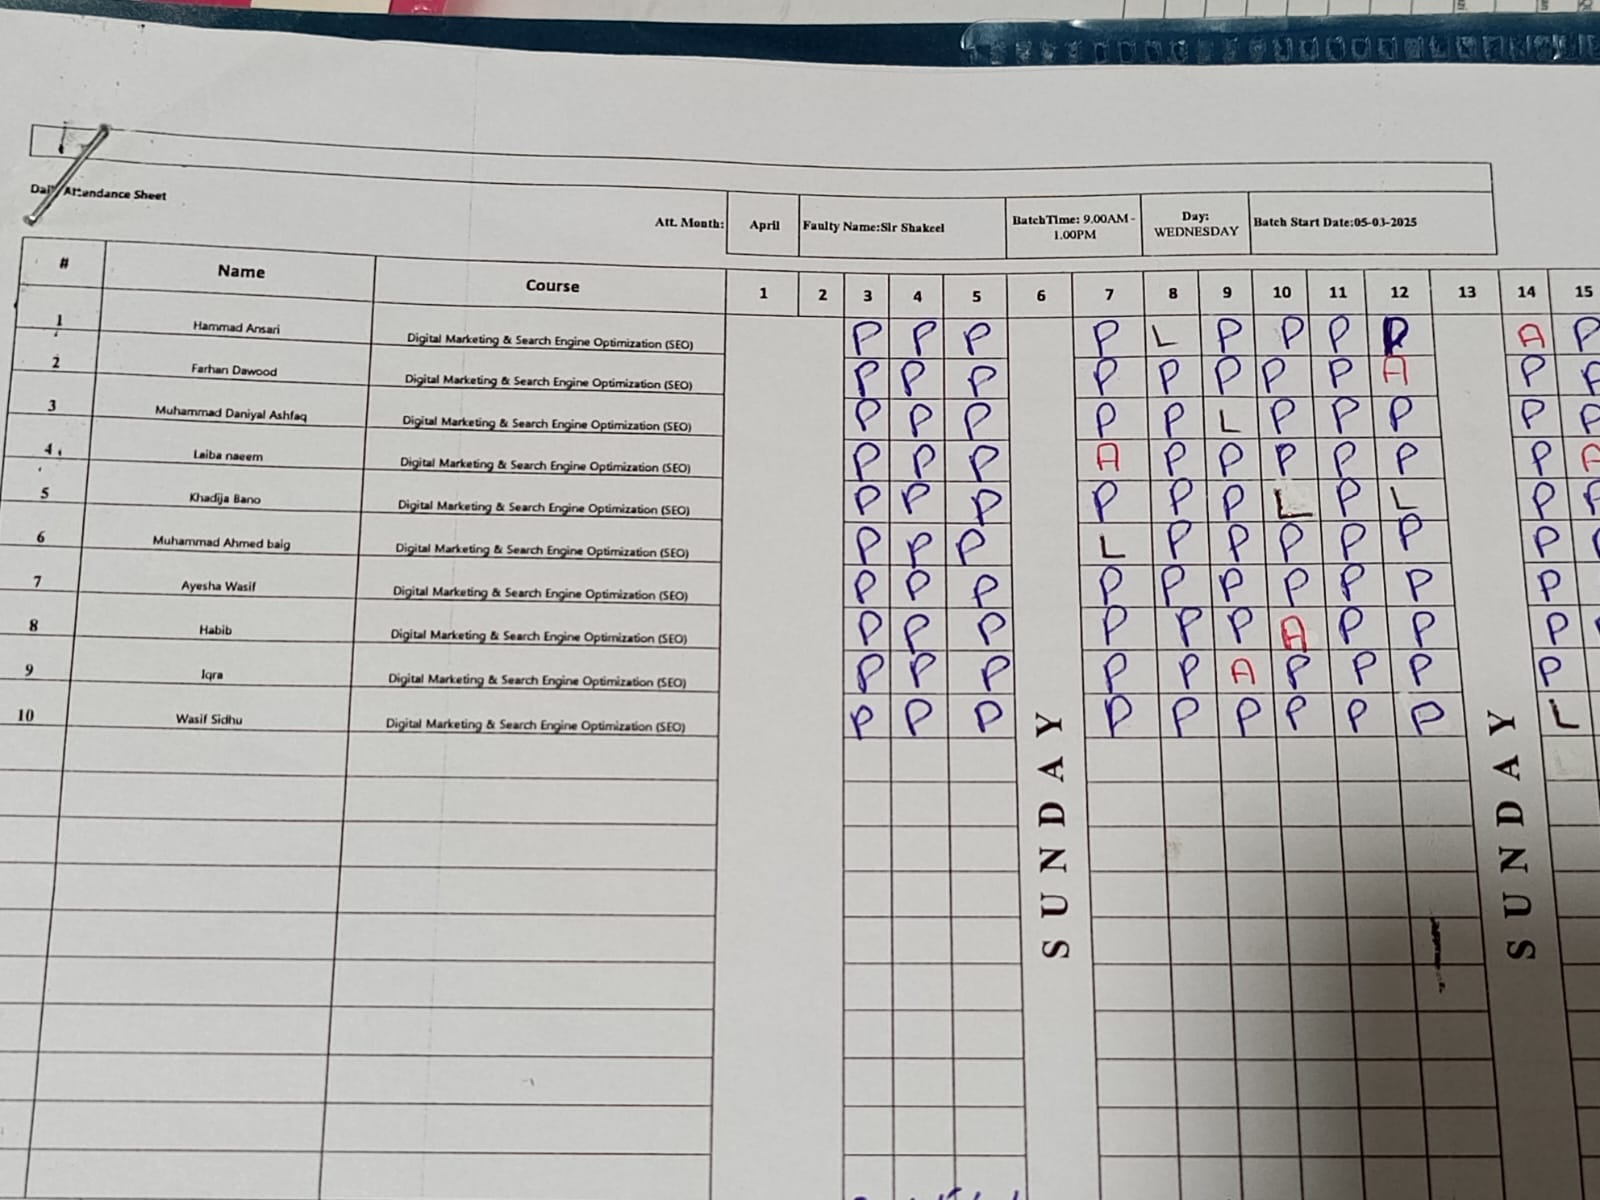 Daily Attendance Sheet
Att. Month: April Faulty Name:Sir Shakeel BatchTime: 9.00AM - 1.00PM Day: WEDNESDAY Batch Start Date:05-03-2025
# Name Course 1 2 3 4 5 6 7 8 9 10 11 12 13 14 15
1 Hammad Ansari Digital Marketing & Search Engine Optimization (SEO) P P P P L P P P P A P
2 Farhan Dawood Digital Marketing & Search Engine Optimization (SEO) P P P P P P P P A P P
3 Muhammad Daniyal Ashfaq Digital Marketing & Search Engine Optimization (SEO) P P P P P L P P P P P
4 Laiba naeem Digital Marketing & Search Engine Optimization (SEO) P P P A P P P P P P A
5 Khadija Bano Digital Marketing & Search Engine Optimization (SEO) P P P P P P L P L P P
6 Muhammad Ahmed baig Digital Marketing & Search Engine Optimization (SEO) P P P L P P P P P P
7 Ayesha Wasif Digital Marketing & Search Engine Optimization (SEO) P P P P P P P P P P
8 Habib Digital Marketing & Search Engine Optimization (SEO) P P P P P P A P P P
9 Iqra Digital Marketing & Search Engine Optimization (SEO) P P P P P A P P P P
10 Wasif Sidhu Digital Marketing & Search Engine Optimization (SEO) P P P P P P P P P L
SUNDAY
SUNDAY